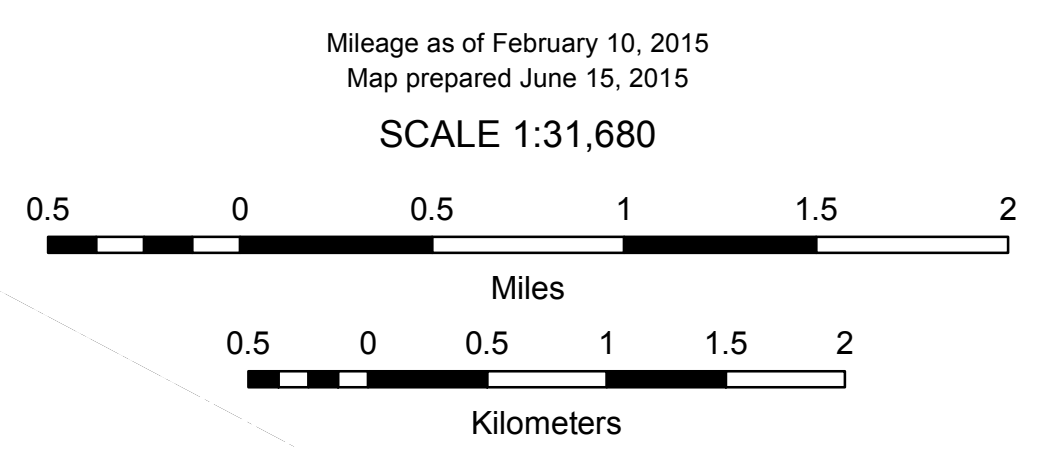 Mileage as of February 10, 2015
Map prepared June 15, 2015
SCALE 1:31,680
0.5 0 0.5 1 1.5 2
Miles
0.5 0 0.5 1 1.5 2
Kilometers